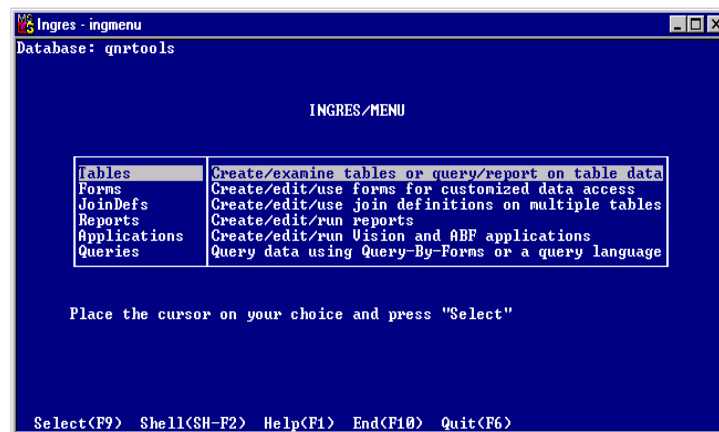 Ingres - ingmenu
Database: qnrtools
INGRES/MENU
Tables Create/examine tables or query/report on table data
Forms Create/edit/use forms for customized data access
JoinDefs Create/edit/use join definitions on multiple tables
Reports Create/edit/run reports
Applications Create/edit/run Vision and ABF applications
Queries Query data using Query-By-Forms or a query language
Place the cursor on your choice and press "Select"
Select(F9) Shell(SH-F2) Help(F1) End(F10) Quit(F6)